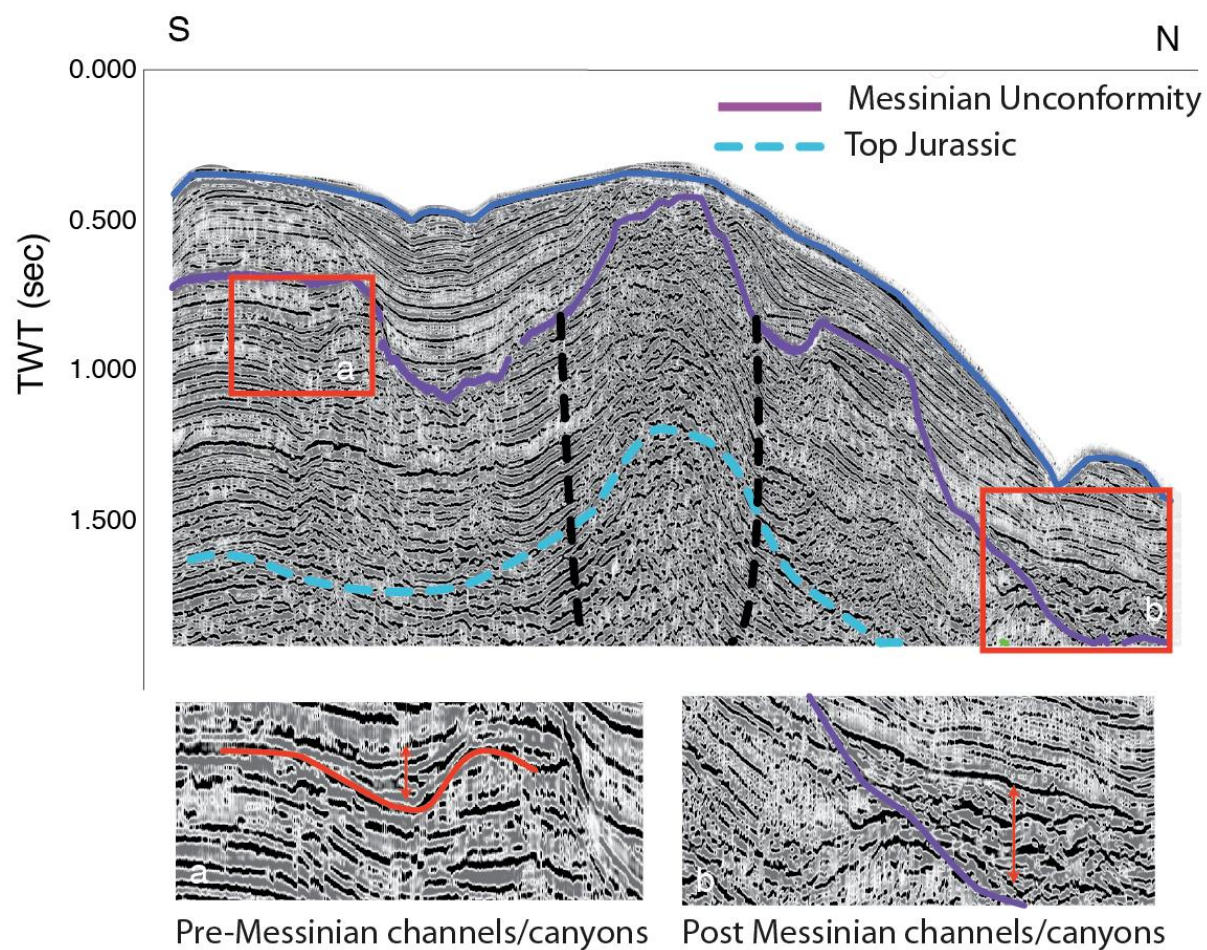 S
N
0.000
Messinian Unconformity
Top Jurassic
0.500
TWT (sec)
1.000
a
1.500
b
a
b
Pre-Messinian channels/canyons
Post Messinian channels/canyons